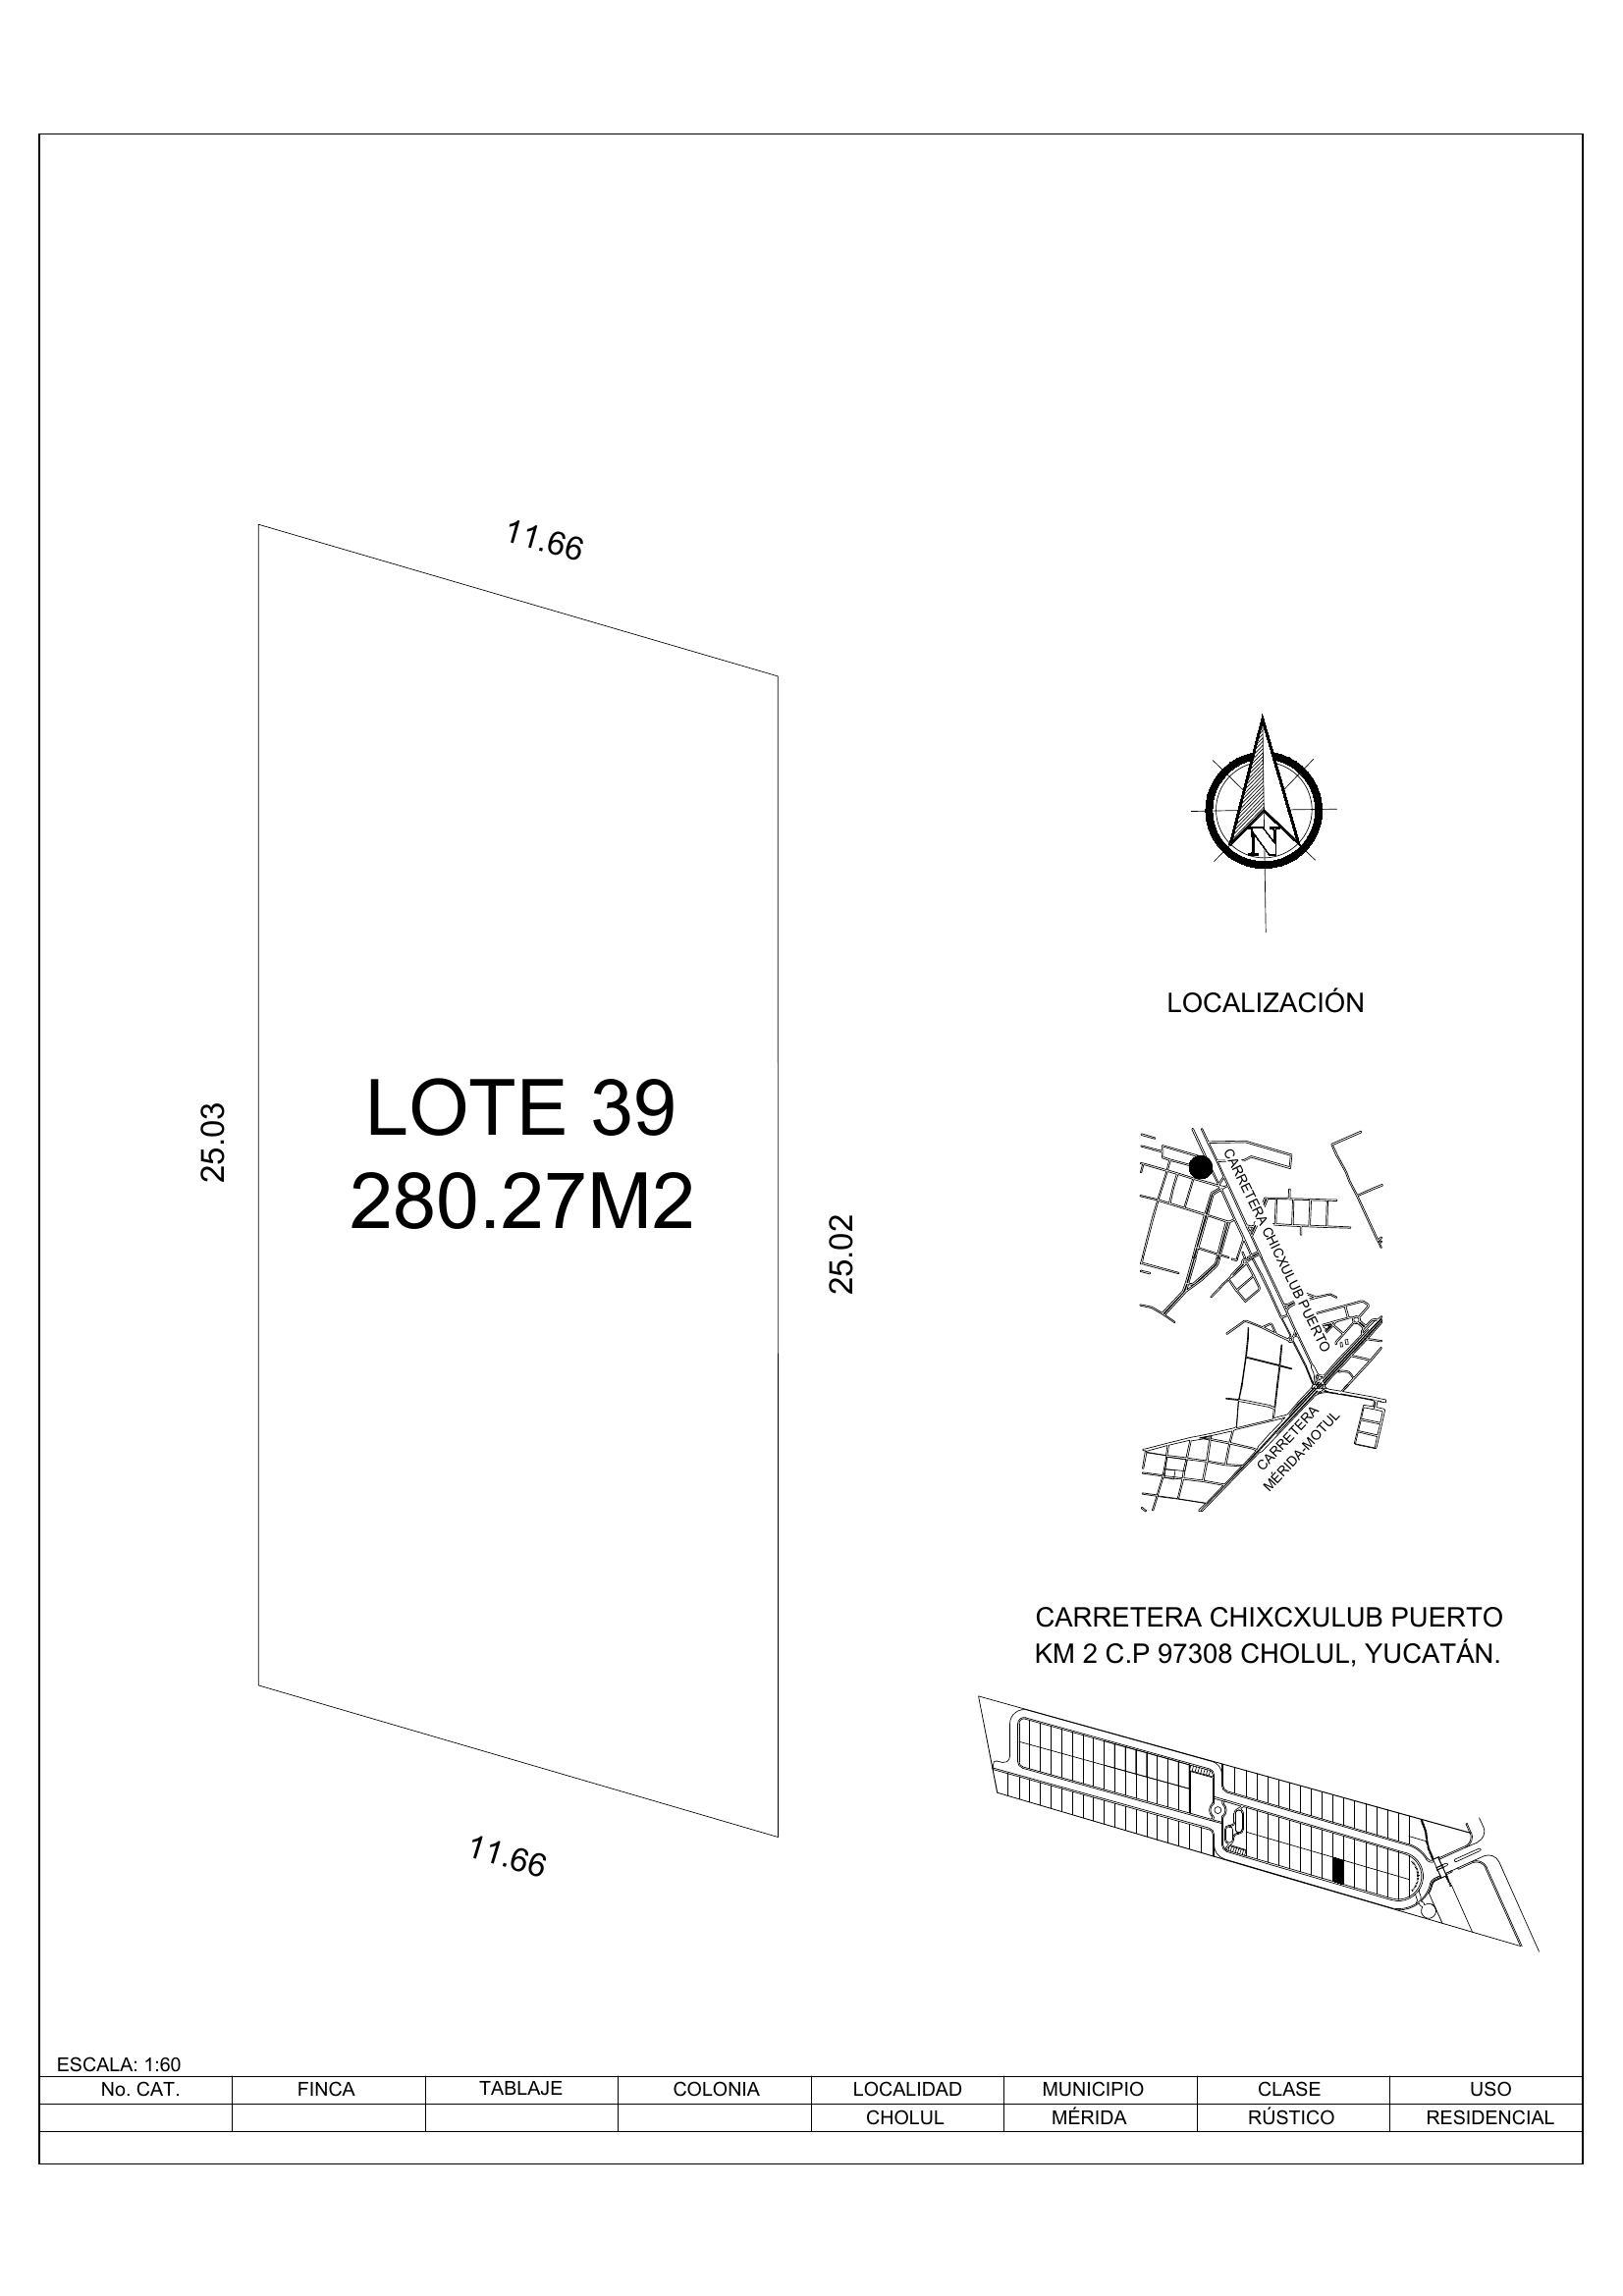 11.66
25.03
LOTE 39
280.27M2
25.02
11.66
N
LOCALIZACIÓN
CARRETERA CHICXULUB PUERTO
CARRETERA
MÉRIDA-MOTUL
CARRETERA CHIXCXULUB PUERTO
KM 2 C.P 97308 CHOLUL, YUCATÁN.
ESCALA: 1:60
No. CAT. FINCA TABLAJE COLONIA LOCALIDAD MUNICIPIO CLASE USO
CHOLUL MÉRIDA RÚSTICO RESIDENCIAL